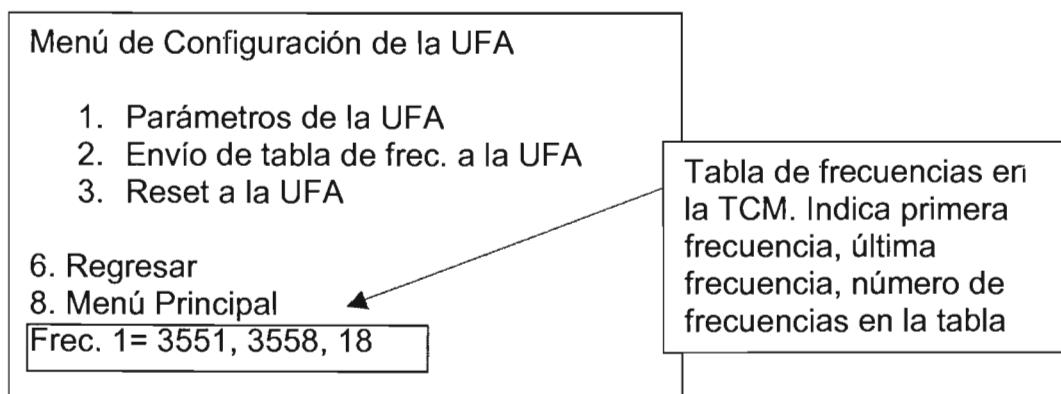 Menú de Configuración de la UFA
1. Parámetros de la UFA
2. Envío de tabla de frec. a la UFA
3. Reset a la UFA
6. Regresar
8. Menú Principal
Frec. 1= 3551, 3558, 18
Tabla de frecuencias en
la TCM. Indica primera
frecuencia, última
frecuencia, número de
frecuencias en la tabla